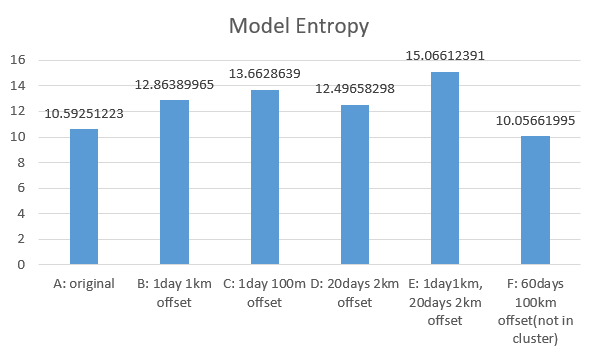 Model Entropy
16
14
12
10
8
6
4
2
0
10.59251223
12.86389965
13.6628639
12.49658298
15.06612391
10.05661995
A: original
B: 1day 1km
offset
C: 1day 100m
offset
D: 20days 2km
offset
E: 1day1km,
20days 2km
offset
F: 60days
100km
offset(not in
cluster)